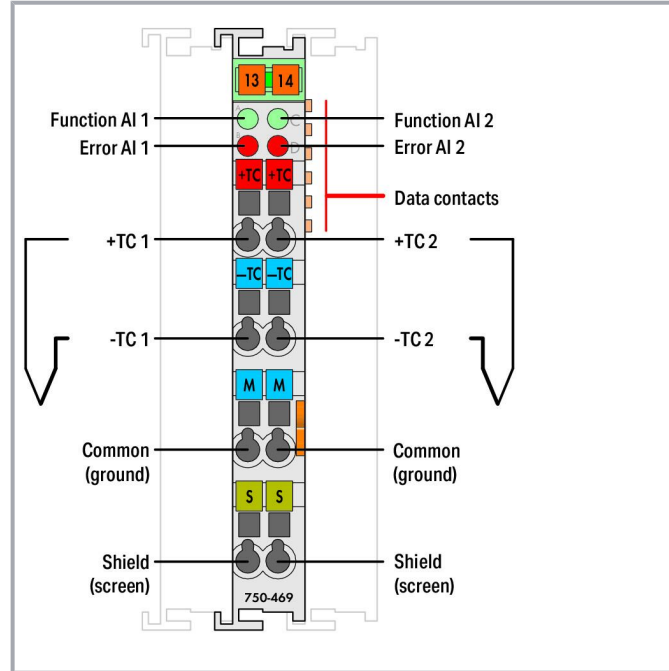 13 14
A C
Function AI 1 Function AI 2
Error AI 1 D Error AI 2
+TC +TC
Data contacts
+TC 1 +TC 2
–TC –TC
-TC 1 -TC 2
M M
Common Common
(ground) (ground)
S S
Shield Shield
(screen) (screen)
750-469